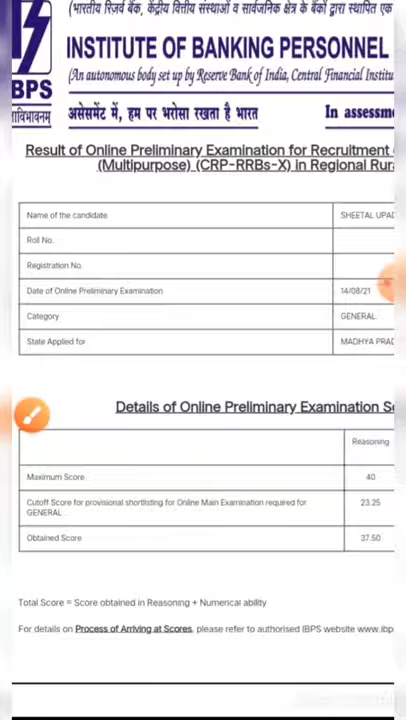 (भारतीय रिज़र्व बैंक, केंद्रीय वित्तीय संस्थाओं व सार्वजनिक क्षेत्र के बैंकों द्वारा स्थापित एक
INSTITUTE OF BANKING PERSONNEL
(An autonomous body set up by Reserve Bank of India, Central Financial Institu
IBPS
असेसमेंट में, हम पर भरोसा रखता है भारत In assessm
Result of Online Preliminary Examination for Recruitment
(Multipurpose) (CRP-RRBs-X) in Regional Rura
Name of the candidate SHEETAL UPAD
Roll No.
Registration No.
Date of Online Preliminary Examination 14/08/21
Category GENERAL
State Applied for MADHYA PRAD
Details of Online Preliminary Examination Sc
Reasoning
Maximum Score 40
Cutoff Score for provisional shortlisting for Online Main Examination required for 23.25
GENERAL
Obtained Score 37.50
Total Score = Score obtained in Reasoning + Numerical ability
For details on Process of Arriving at Scores, please refer to authorised IBPS website www.ibp